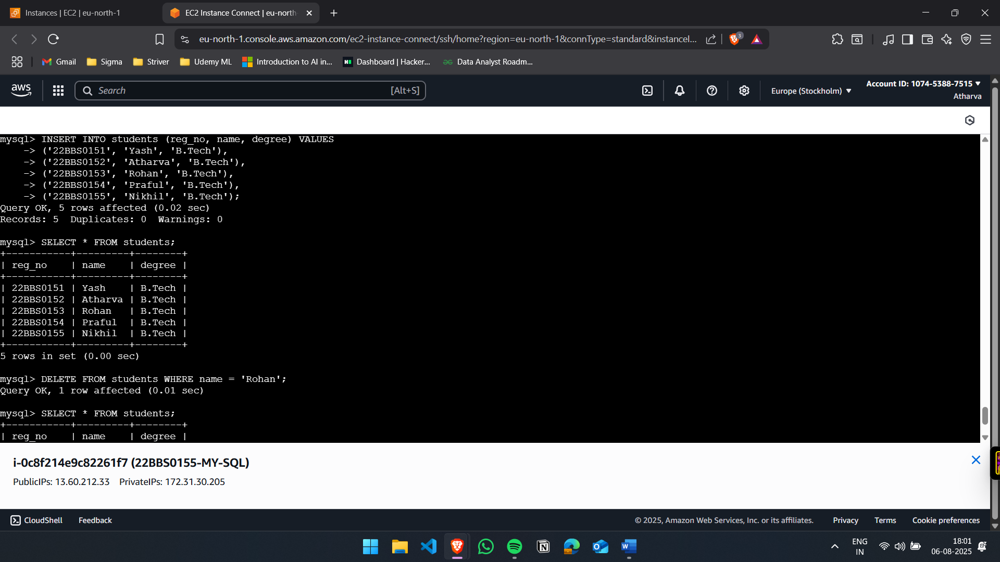 Instances | EC2 | eu-north-1
EC2 Instance Connect | eu-north-
eu-north-1.console.aws.amazon.com/ec2-instance-connect/ssh/home?region=eu-north-1&connType=standard&instanceI...
3
Gmail
Sigma
Striver
Udemy ML
Introduction to AI in...
Dashboard | Hacker...
Data Analyst Roadm...
aws
Search
[Alt+S]
Europe (Stockholm)
Account ID: 1074-5388-7515
Atharva
mysql> INSERT INTO students (reg_no, name, degree) VALUES
    -> ('22BBS0151', 'Yash', 'B.Tech'),
    -> ('22BBS0152', 'Atharva', 'B.Tech'),
    -> ('22BBS0153', 'Rohan', 'B.Tech'),
    -> ('22BBS0154', 'Praful', 'B.Tech'),
    -> ('22BBS0155', 'Nikhil', 'B.Tech');
Query OK, 5 rows affected (0.02 sec)
Records: 5  Duplicates: 0  Warnings: 0
mysql> SELECT * FROM students;
+-----------+---------+--------+
| reg_no    | name    | degree |
+-----------+---------+--------+
| 22BBS0151 | Yash    | B.Tech |
| 22BBS0152 | Atharva | B.Tech |
| 22BBS0153 | Rohan   | B.Tech |
| 22BBS0154 | Praful  | B.Tech |
| 22BBS0155 | Nikhil  | B.Tech |
+-----------+---------+--------+
5 rows in set (0.00 sec)
mysql> DELETE FROM students WHERE name = 'Rohan';
Query OK, 1 row affected (0.01 sec)
mysql> SELECT * FROM students;
+-----------+---------+--------+
| reg_no    | name    | degree |
i-0c8f214e9c82261f7 (22BBS0155-MY-SQL)
PublicIPs: 13.60.212.33    PrivateIPs: 172.31.30.205
CloudShell
Feedback
© 2025, Amazon Web Services, Inc. or its affiliates.
Privacy
Terms
Cookie preferences
ENG
IN
18:01
06-08-2025